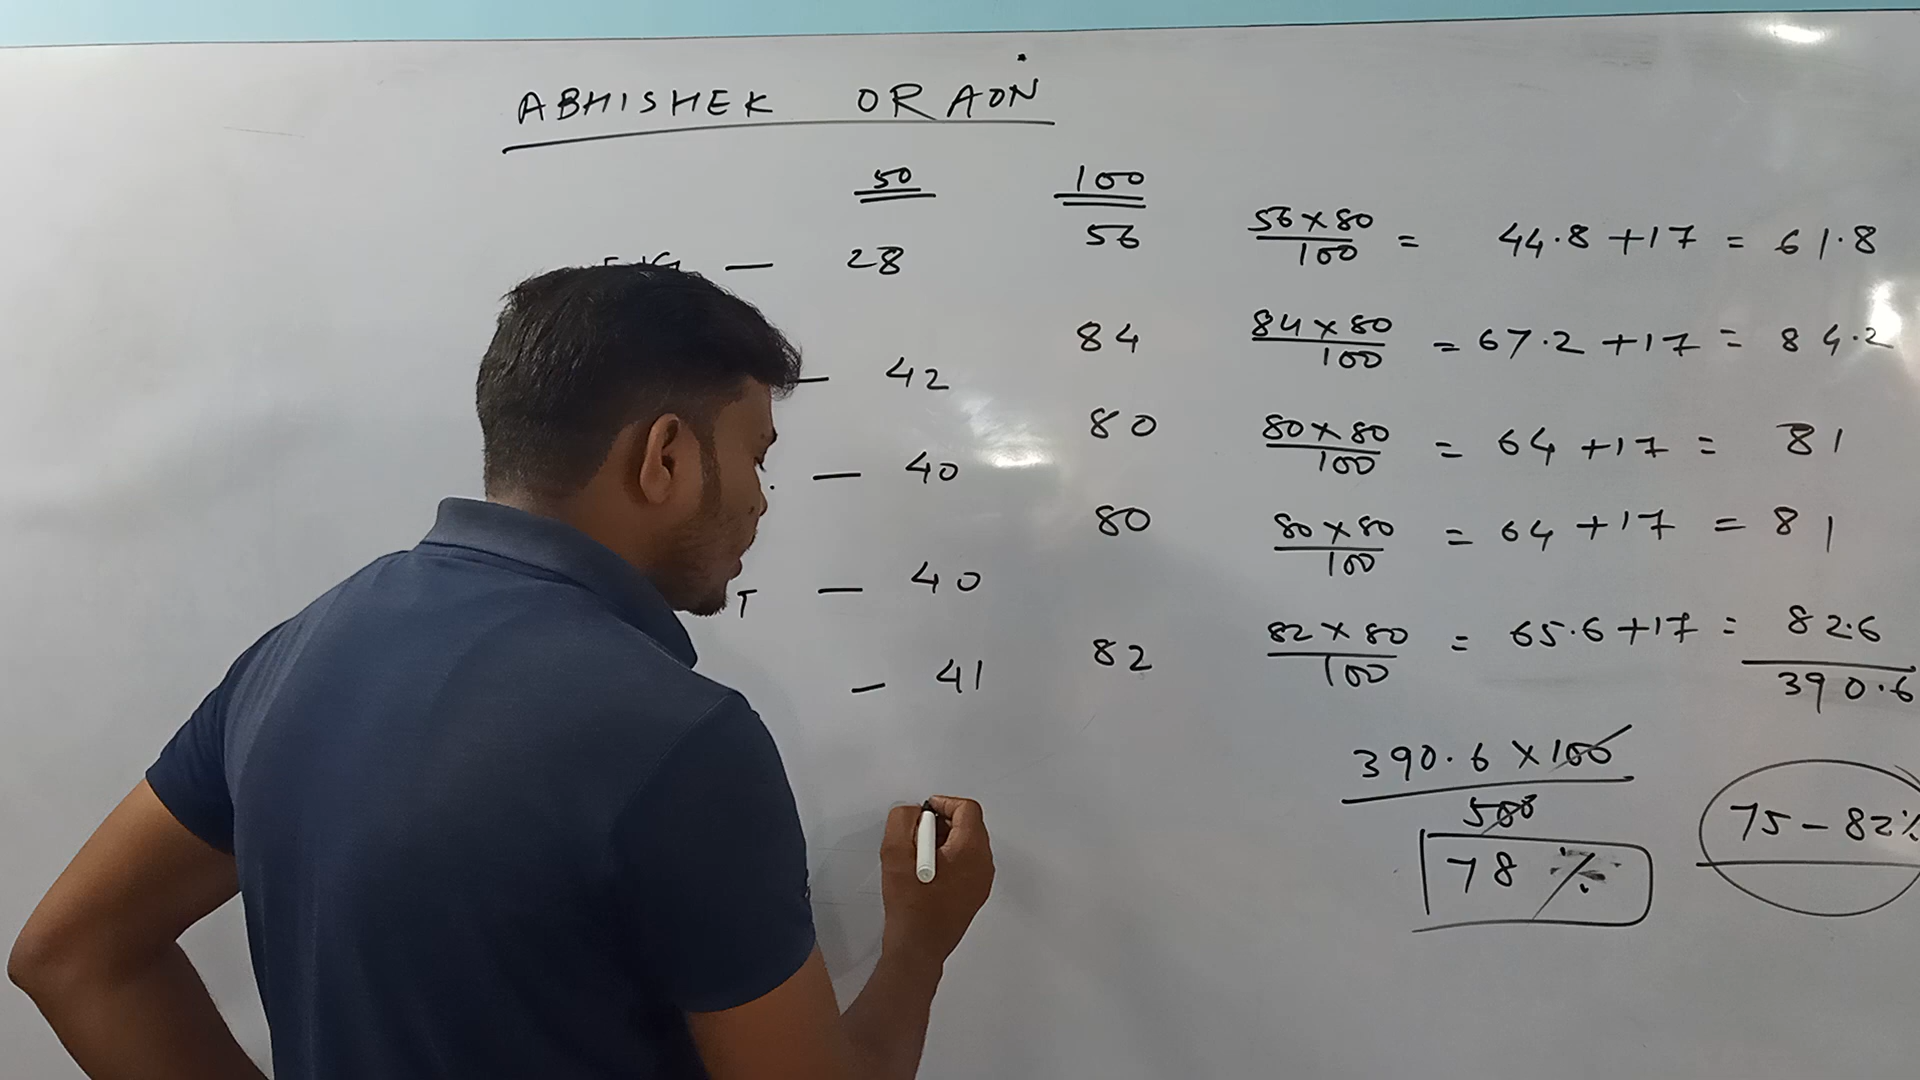 ABHISHEK ORAON
50 100
— 28 56 56 x 80 / 100 = 44.8 + 17 = 61.8
— 42 84 84 x 80 / 100 = 67.2 + 17 = 84.2
. — 40 80 80 x 80 / 100 = 64 + 17 = 81
T — 40 80 80 x 80 / 100 = 64 + 17 = 81
— 41 82 82 x 80 / 100 = 65.6 + 17 = 82.6
390.6
390.6 x 100 / 500
78 %
75 - 82%